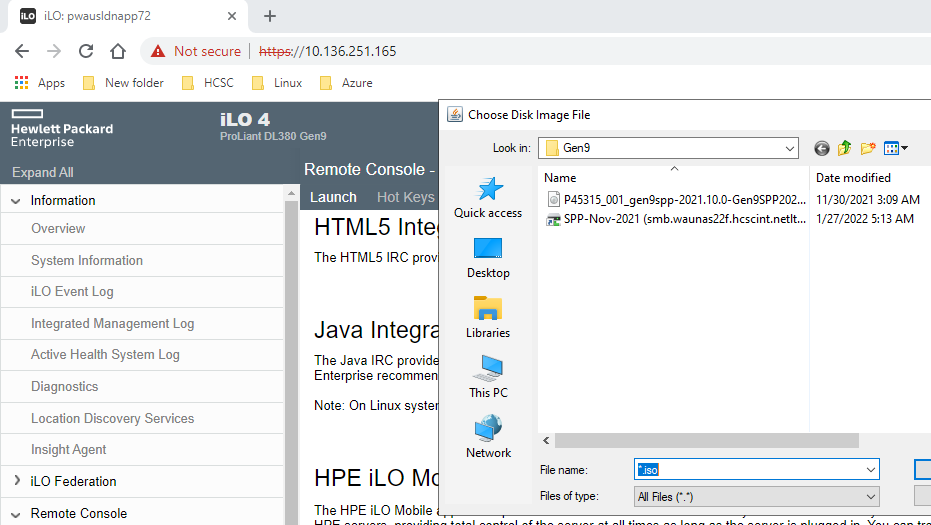 iLO: pwausldnapp72
Not secure
https://10.136.251.165
Apps
New folder
HCSC
Linux
Azure
Hewlett Packard
Enterprise
iLO 4
ProLiant DL380 Gen9
Expand All
Information
Overview
System Information
iLO Event Log
Integrated Management Log
Active Health System Log
Diagnostics
Location Discovery Services
Insight Agent
iLO Federation
Remote Console
Remote Console -
Launch
Hot Keys
HTML5 Integ
The HTML5 IRC prov
Java Integra
The Java IRC provide
Enterprise recommen
Note: On Linux system
HPE iLO Mo
The HPE iLO Mobile
Choose Disk Image File
Look in:
Gen9
Name
Date modified
P45315_001_gen9spp-2021.10.0-Gen9SPP202...
11/30/2021 3:09 AM
SPP-Nov-2021 (smb.waunas22f.hcscint.netIt...
1/27/2022 5:13 AM
Quick access
Desktop
Libraries
This PC
Network
File name:
*.iso
Files of type:
All Files (*.*)